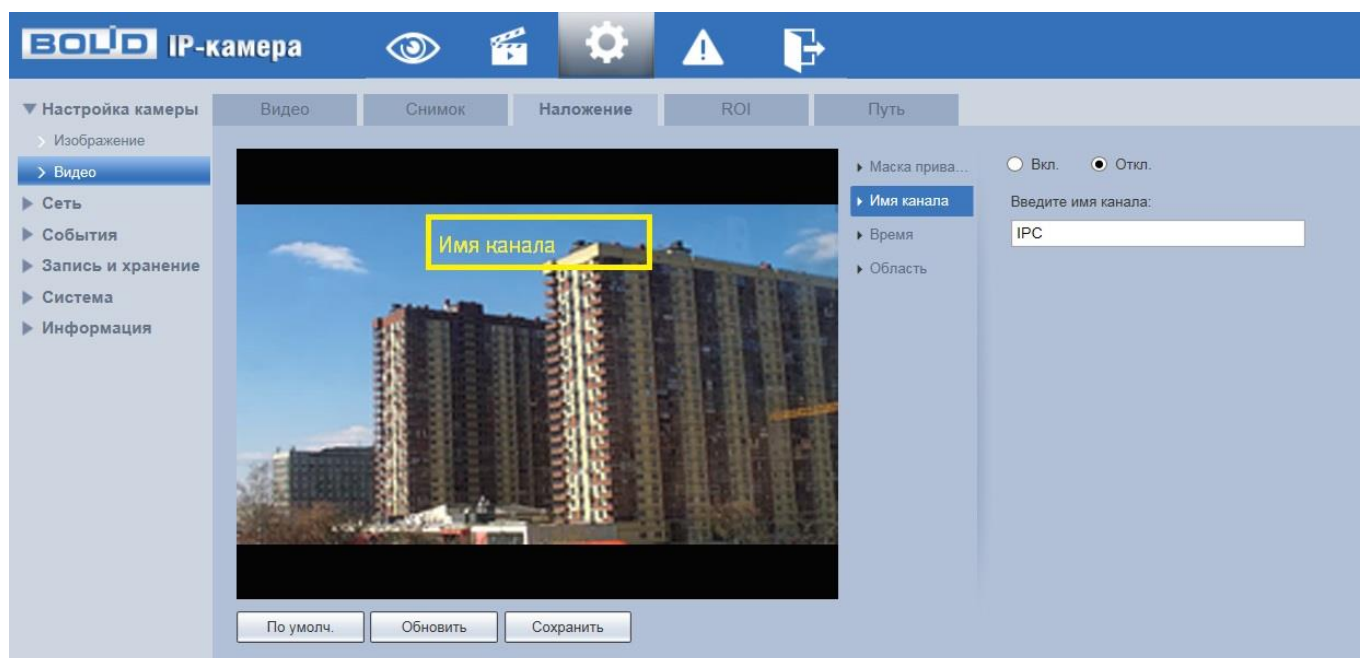 BOLID IP-камера
Настройка камеры
Изображение
Видео
Сеть
События
Запись и хранение
Система
Информация
Видео Снимок Наложение ROI Путь
Имя канала
Маска прива...
Имя канала
Время
Область
Вкл. Откл.
Введите имя канала:
IPC
По умолч. Обновить Сохранить